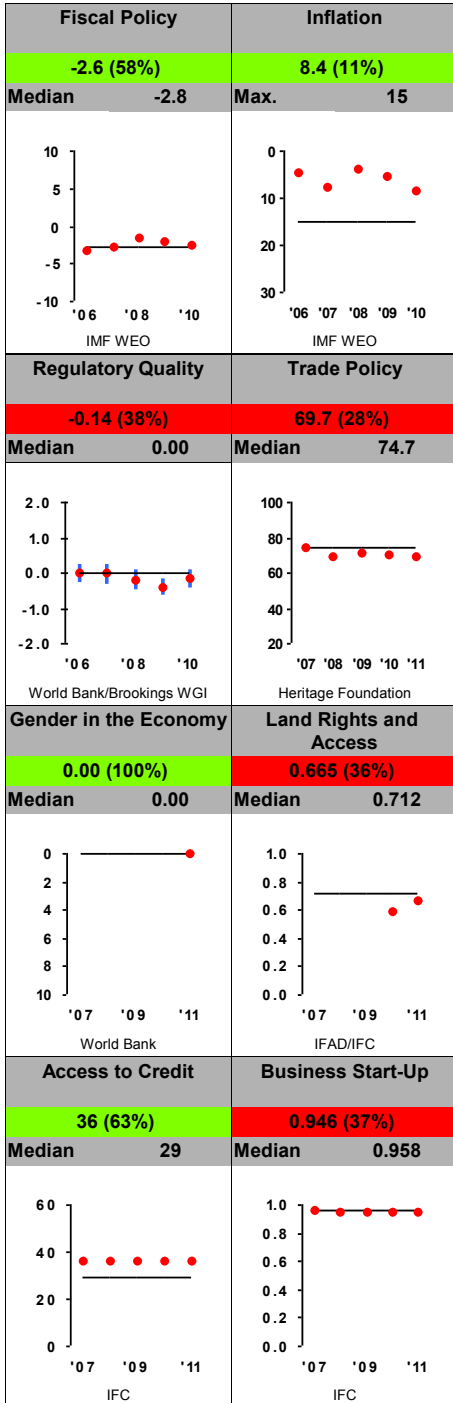 Fiscal Policy
-2.6 (58%)
Median -2.8
10
5
0
-5
-10
'06 '08 '10
IMF WEO
Inflation
8.4 (11%)
Max. 15
0
10
20
30
'06 '07 '08 '09 '10
IMF WEO
Regulatory Quality
-0.14 (38%)
Median 0.00
2.0
1.0
0.0
-1.0
-2.0
'06 '08 '10
World Bank/Brookings WGI
Trade Policy
69.7 (28%)
Median 74.7
100
80
60
40
20
'07 '08 '09 '10 '11
Heritage Foundation
Gender in the Economy
0.00 (100%)
Median 0.00
0
2
4
6
8
10
'07 '09 '11
World Bank
Land Rights and
Access
0.665 (36%)
Median 0.712
1.0
0.8
0.6
0.4
0.2
0.0
'07 '09 '11
IFAD/IFC
Access to Credit
36 (63%)
Median 29
60
40
20
0
'07 '09 '11
IFC
Business Start-Up
0.946 (37%)
Median 0.958
1.0
0.8
0.6
0.4
0.2
0.0
'07 '09 '11
IFC